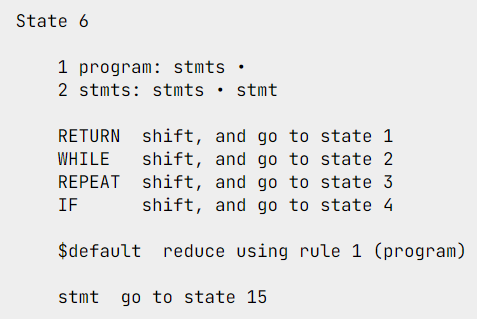 State 6
1 program: stmts •
2 stmts: stmts • stmt
RETURN  shift, and go to state 1
WHILE   shift, and go to state 2
REPEAT  shift, and go to state 3
IF      shift, and go to state 4
$default  reduce using rule 1 (program)
stmt  go to state 15